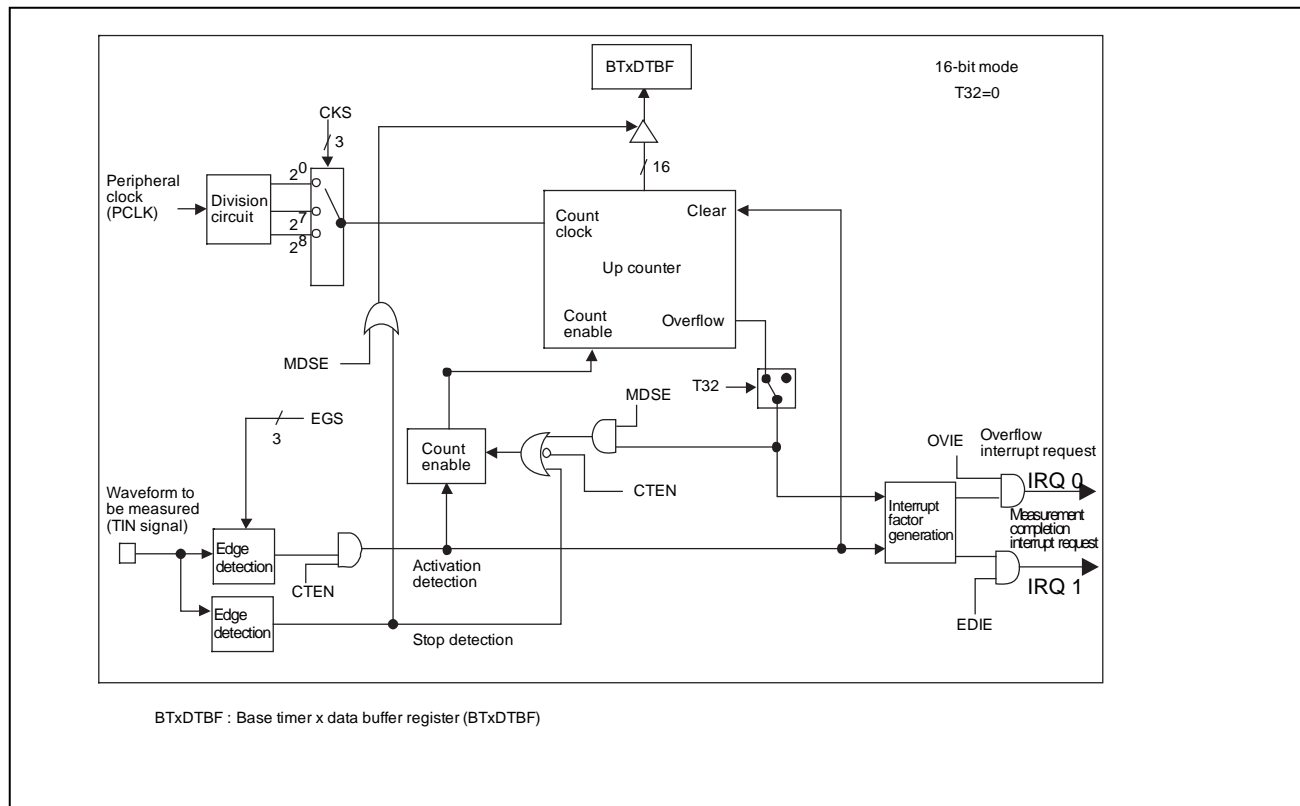 BTxDTBF
16-bit mode
T32=0
CKS
3
16
Peripheral
clock
(PCLK)
Division
circuit
2^0
2^7
2^8
Count
clock
Clear
Up counter
Count
enable
Overflow
MDSE
T32
MDSE
EGS
3
Count
enable
CTEN
OVIE
Overflow
interrupt request
IRQ 0
Waveform to
be measured
(TIN signal)
Edge
detection
CTEN
Activation
detection
Interrupt
factor
generation
Measurement
completion
interrupt request
IRQ 1
EDIE
Edge
detection
Stop detection
BTxDTBF : Base timer x data buffer register (BTxDTBF)